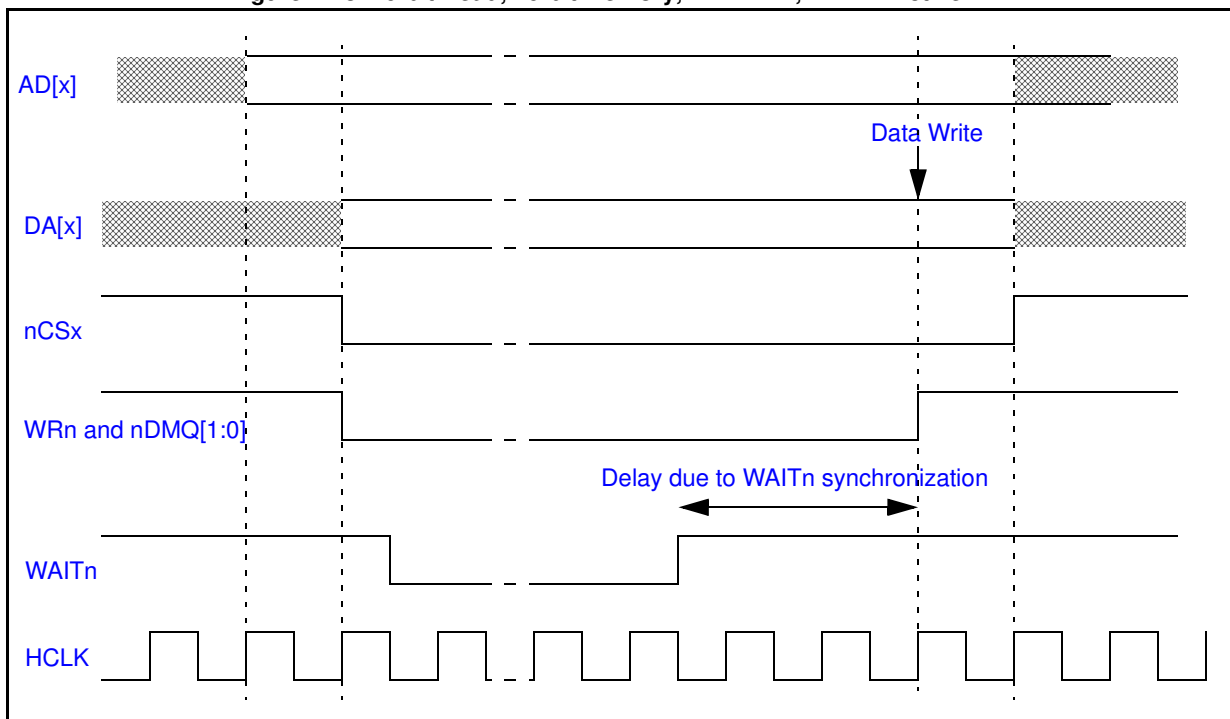 AD[x]
Data Write
DA[x]
nCSx
WRn and nDMQ[1:0]
Delay due to WAITn synchronization
WAITn
HCLK